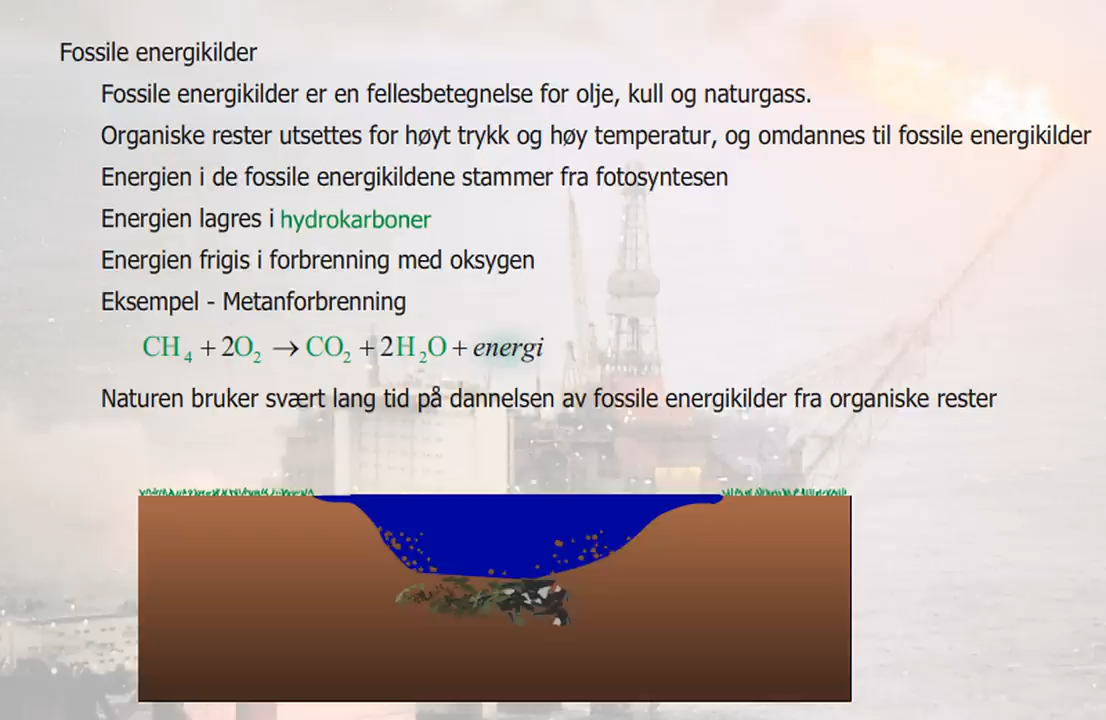 Fossile energikilder
Fossile energikilder er en fellesbetegnelse for olje, kull og naturgass.
Organiske rester utsettes for høyt trykk og høy temperatur, og omdannes til fossile energikilder
Energien i de fossile energikildene stammer fra fotosyntesen
Energien lagres i hydrokarboner
Energien frigis i forbrenning med oksygen
Eksempel - Metanforbrenning
CH₄ + 2O₂ → CO₂ + 2H₂O + energi
Naturen bruker svært lang tid på dannelsen av fossile energikilder fra organiske rester